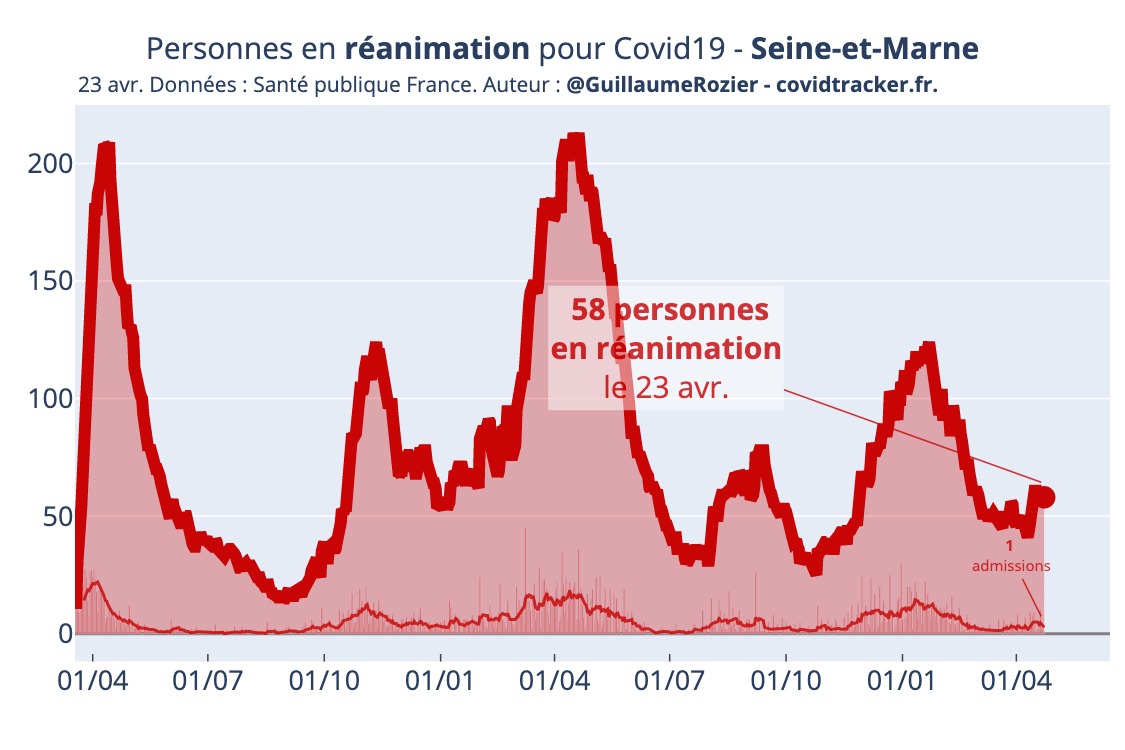 Personnes en réanimation pour Covid19 - Seine-et-Marne
23 avr. Données : Santé publique France. Auteur : @GuillaumeRozier - covidtracker.fr.
200
150
100
50
0
58 personnes
en réanimation
le 23 avr.
1
admissions
01/04 01/07 01/10 01/01 01/04 01/07 01/10 01/01 01/04